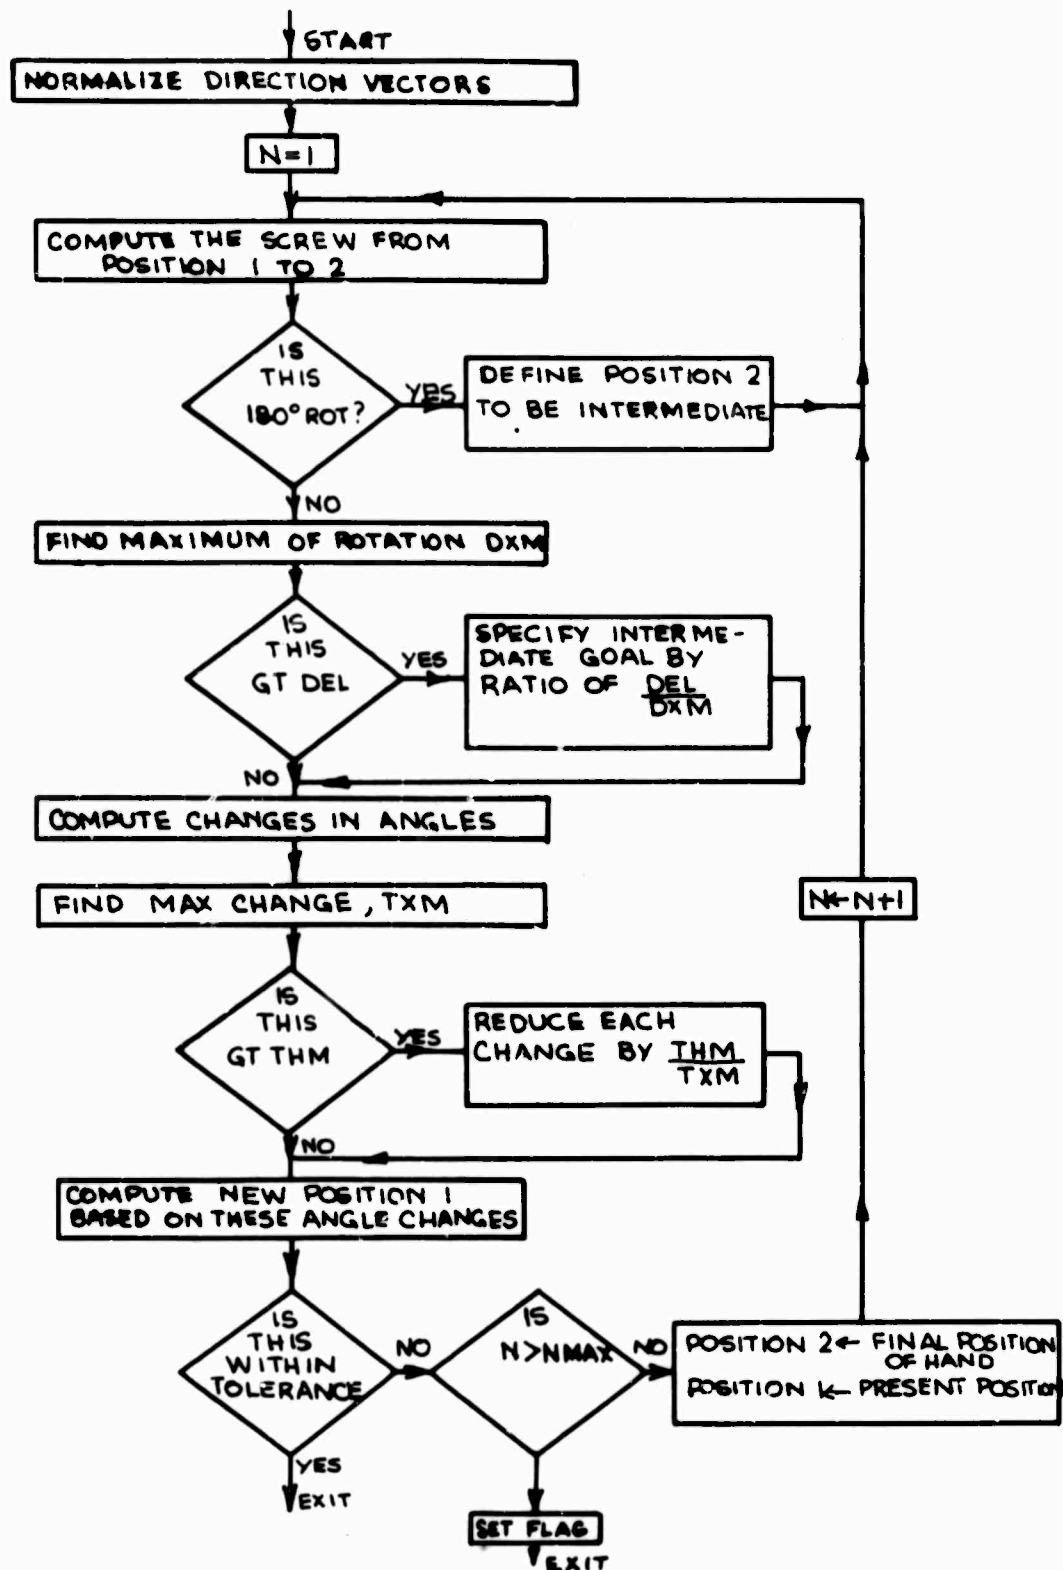 START
NORMALIZE DIRECTION VECTORS
N=1
COMPUTE THE SCREW FROM
POSITION 1 TO 2
IS
THIS
180° ROT?
YES
DEFINE POSITION 2
TO BE INTERMEDIATE
NO
FIND MAXIMUM OF ROTATION DXM
IS
THIS
GT DEL
YES
SPECIFY INTERME-
DIATE GOAL BY
RATIO OF DEL
DXM
NO
COMPUTE CHANGES IN ANGLES
FIND MAX CHANGE, TXM
N←N+1
IS
THIS
GT THM
YES
REDUCE EACH
CHANGE BY THM
TXM
NO
COMPUTE NEW POSITION 1
BASED ON THESE ANGLE CHANGES
IS
THIS
WITHIN
TOLERANCE
NO
IS
N>NMAX
NO
POSITION 2← FINAL POSITION
OF HAND
POSITION 1← PRESENT POSITION
YES
EXIT
SET FLAG
EXIT